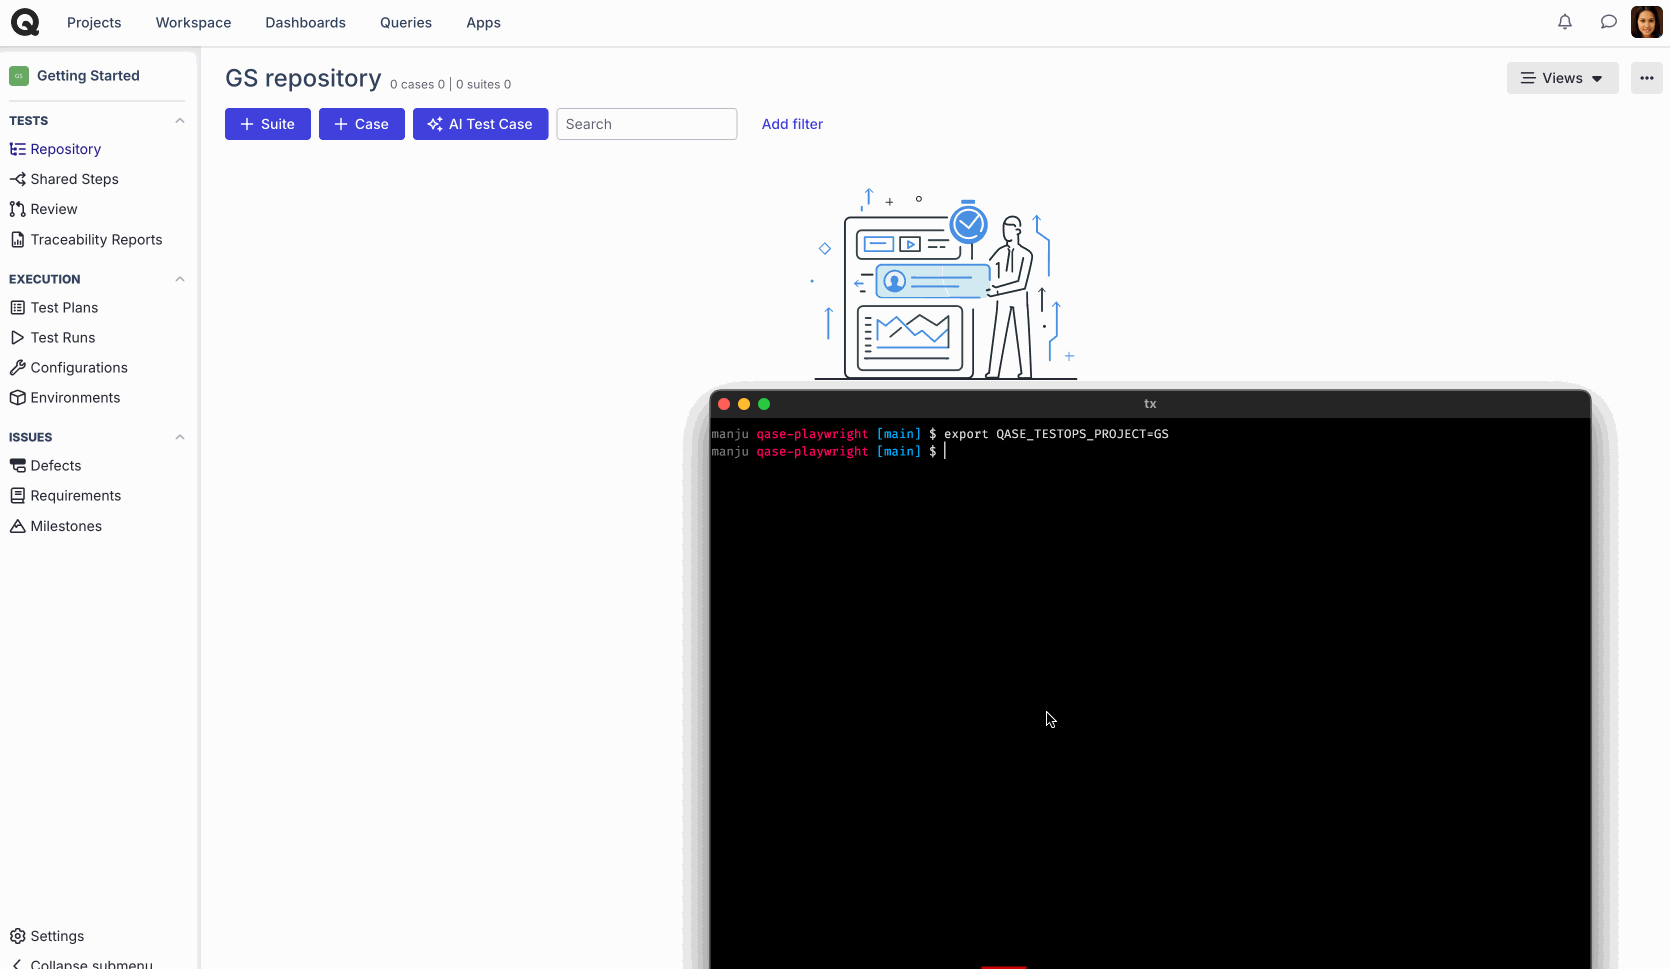 Projects
Workspace
Dashboards
Queries
Apps
GS
Getting Started
TESTS
Repository
Shared Steps
Review
Traceability Reports
EXECUTION
Test Plans
Test Runs
Configurations
Environments
ISSUES
Defects
Requirements
Milestones
Settings
Collapse submenu
GS repository 0 cases 0 | 0 suites 0
Views
+ Suite
+ Case
AI Test Case
Search
Add filter
tx
manju qase-playwright [main] $ export QASE_TESTOPS_PROJECT=GS
manju qase-playwright [main] $